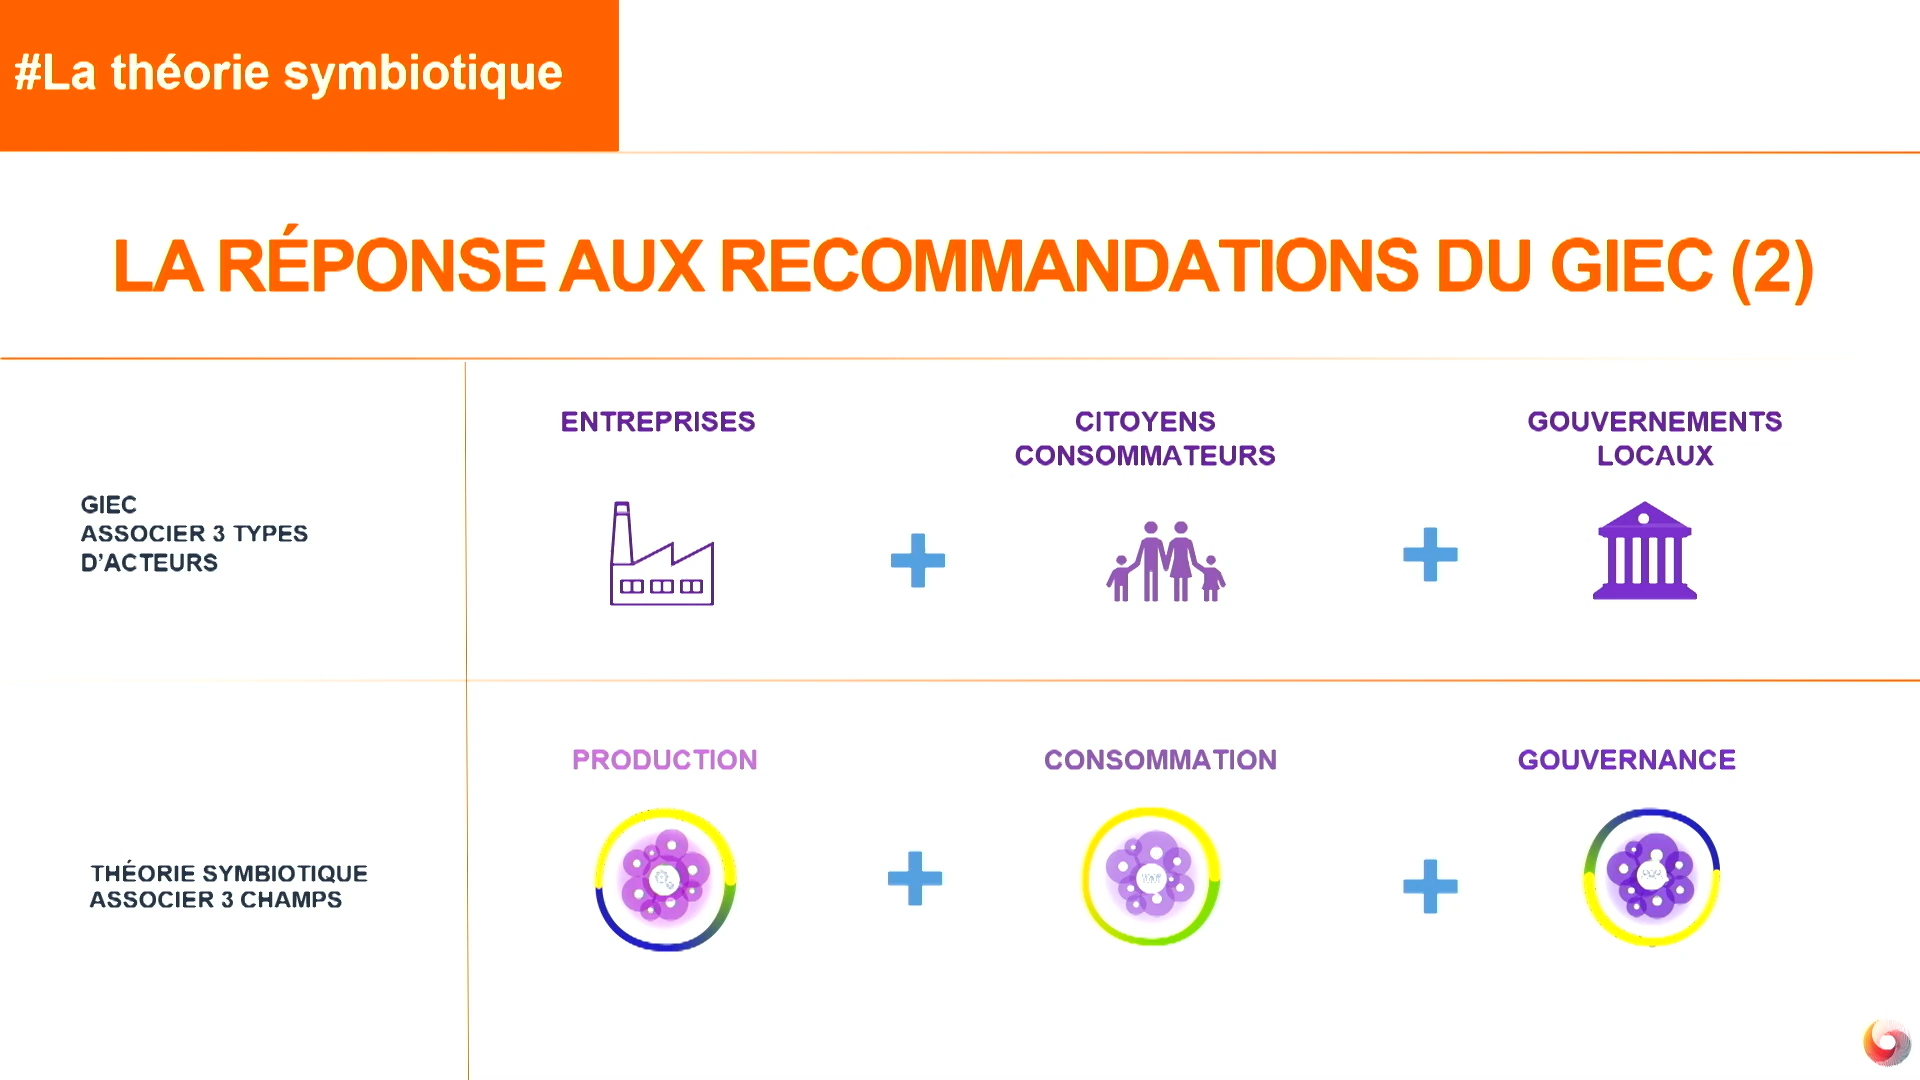 #La théorie symbiotique
LA RÉPONSE AUX RECOMMANDATIONS DU GIEC (2)
ENTREPRISES
CITOYENS
CONSOMMATEURS
GOUVERNEMENTS
LOCAUX
GIEC
ASSOCIER 3 TYPES
D’ACTEURS
PRODUCTION
CONSOMMATION
GOUVERNANCE
THÉORIE SYMBIOTIQUE
ASSOCIER 3 CHAMPS